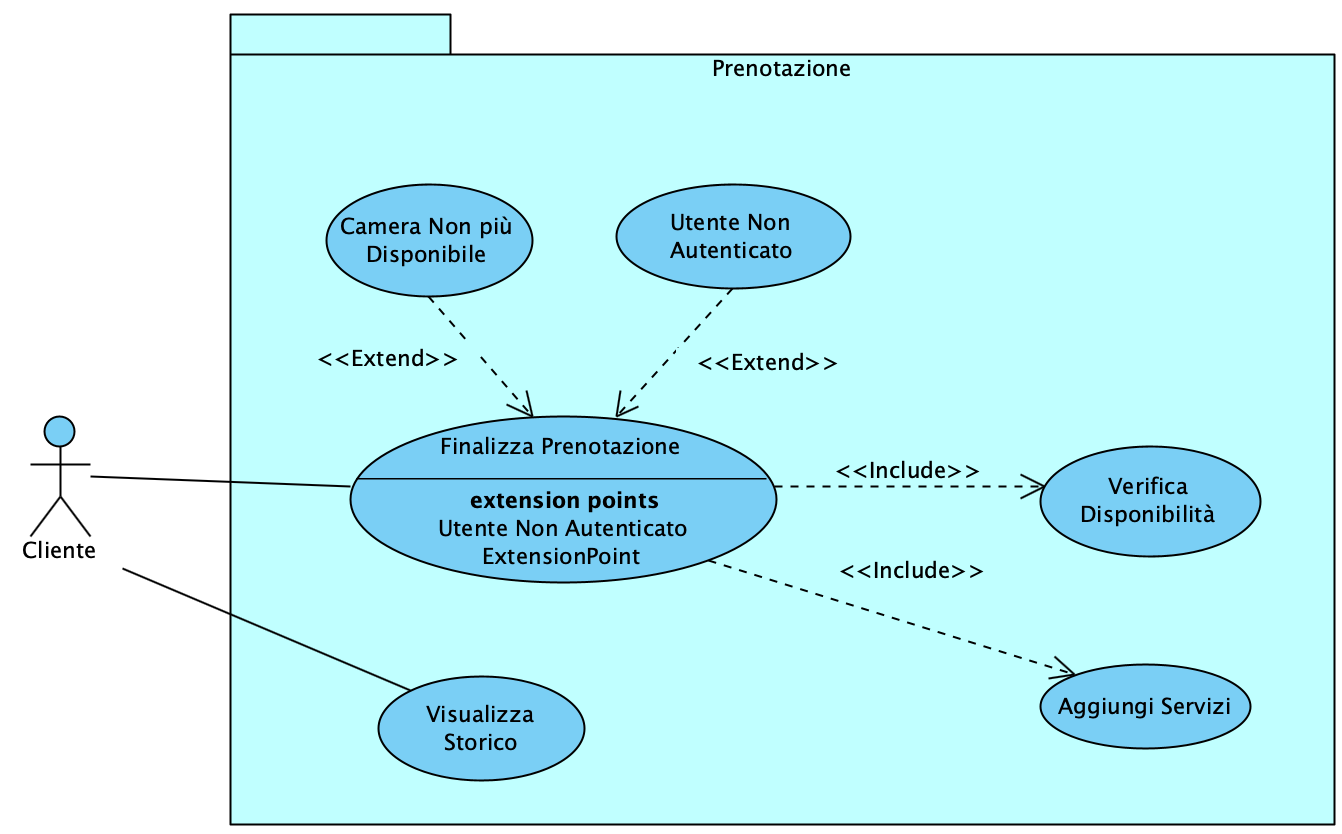 Prenotazione
Camera Non più
Disponibile
Utente Non
Autenticato
<<Extend>>
<<Extend>>
Finalizza Prenotazione
extension points
Utente Non Autenticato
ExtensionPoint
<<Include>>
Verifica
Disponibilità
Cliente
<<Include>>
Visualizza
Storico
Aggiungi Servizi